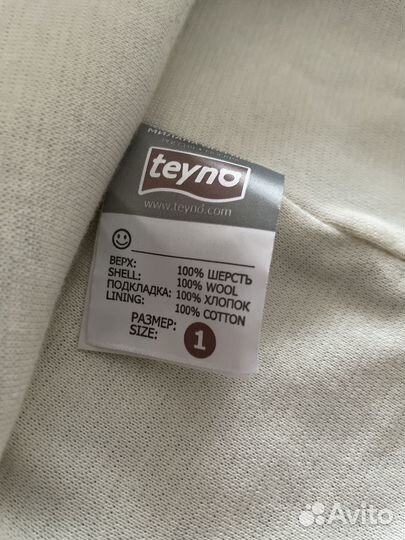 teyno
www.teyno.com
ВЕРХ: 100% ШЕРСТЬ
SHELL: 100% WOOL
ПОДКЛАДКА: 100% ХЛОПОК
LINING: 100% COTTON
РАЗМЕР:
SIZE: 1
Avito